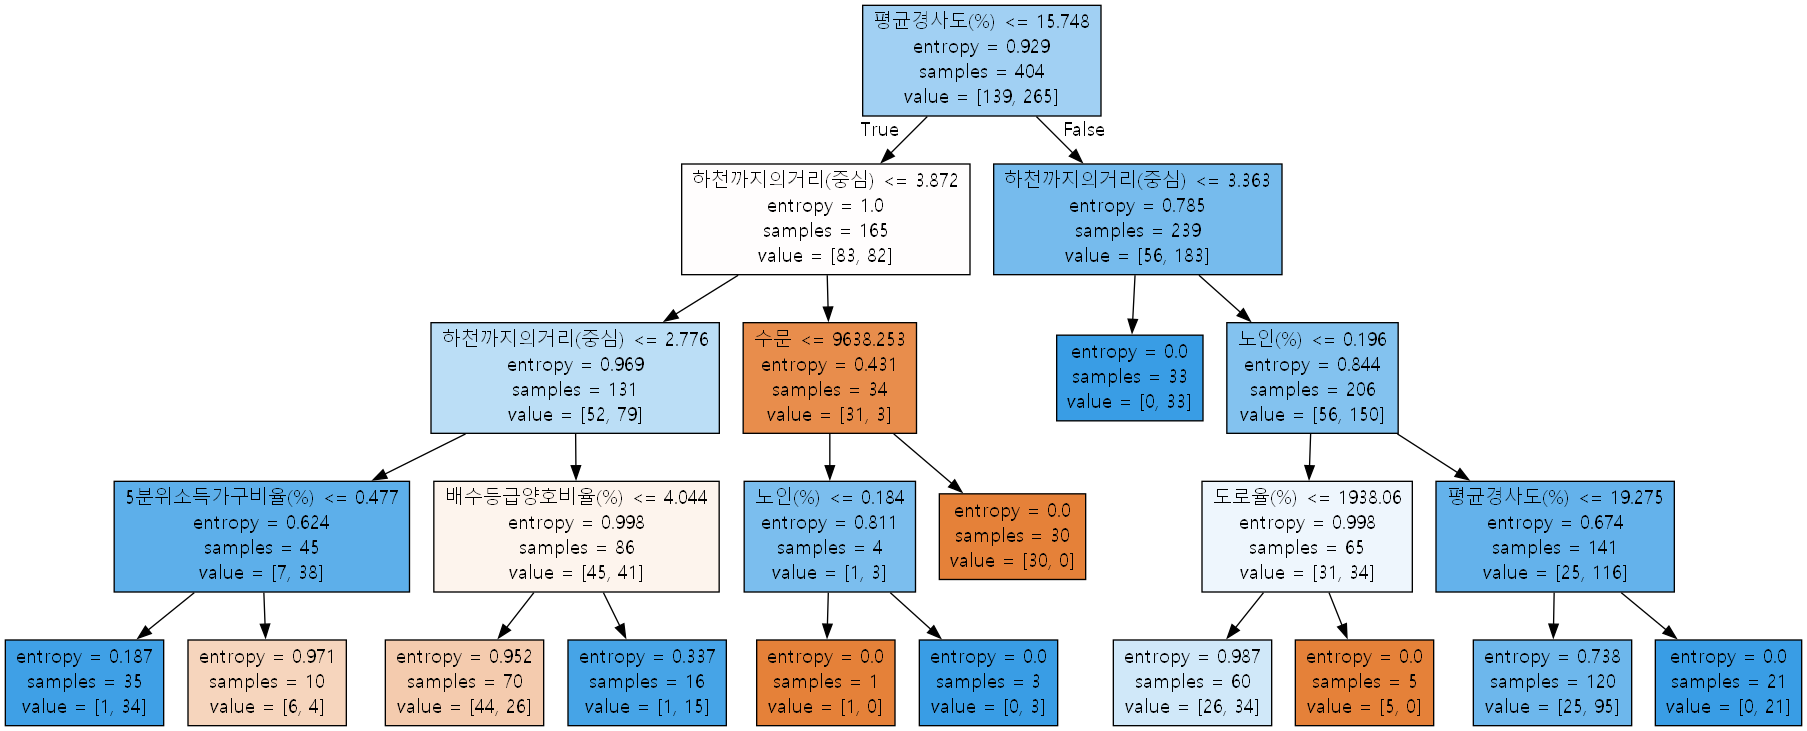 평균경사도(%) <= 15.748
entropy = 0.929
samples = 404
value = [139, 265]
True
False
하천까지의거리(중심) <= 3.872
entropy = 1.0
samples = 165
value = [83, 82]
하천까지의거리(중심) <= 3.363
entropy = 0.785
samples = 239
value = [56, 183]
하천까지의거리(중심) <= 2.776
entropy = 0.969
samples = 131
value = [52, 79]
수문 <= 9638.253
entropy = 0.431
samples = 34
value = [31, 3]
entropy = 0.0
samples = 33
value = [0, 33]
노인(%) <= 0.196
entropy = 0.844
samples = 206
value = [56, 150]
5분위소득가구비율(%) <= 0.477
entropy = 0.624
samples = 45
value = [7, 38]
배수등급양호비율(%) <= 4.044
entropy = 0.998
samples = 86
value = [45, 41]
노인(%) <= 0.184
entropy = 0.811
samples = 4
value = [1, 3]
entropy = 0.0
samples = 30
value = [30, 0]
도로율(%) <= 1938.06
entropy = 0.998
samples = 65
value = [31, 34]
평균경사도(%) <= 19.275
entropy = 0.674
samples = 141
value = [25, 116]
entropy = 0.187
samples = 35
value = [1, 34]
entropy = 0.971
samples = 10
value = [6, 4]
entropy = 0.952
samples = 70
value = [44, 26]
entropy = 0.337
samples = 16
value = [1, 15]
entropy = 0.0
samples = 1
value = [1, 0]
entropy = 0.0
samples = 3
value = [0, 3]
entropy = 0.987
samples = 60
value = [26, 34]
entropy = 0.0
samples = 5
value = [5, 0]
entropy = 0.738
samples = 120
value = [25, 95]
entropy = 0.0
samples = 21
value = [0, 21]